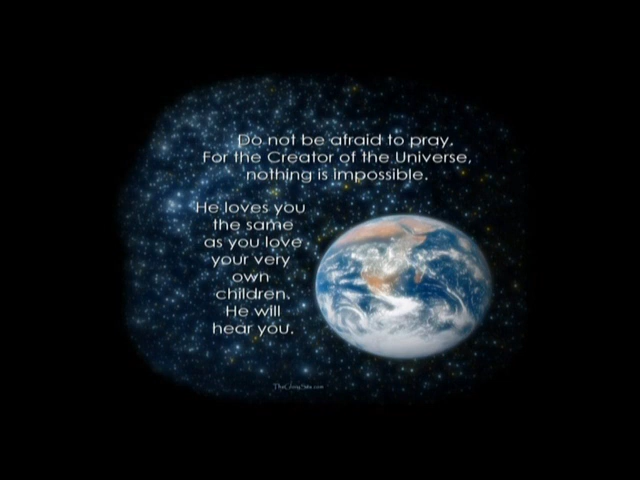 Do not be afraid to pray,
For the Creator of the Universe,
nothing is impossible.
He loves you
the same
as you love
your very
own
children.
He will
hear you.